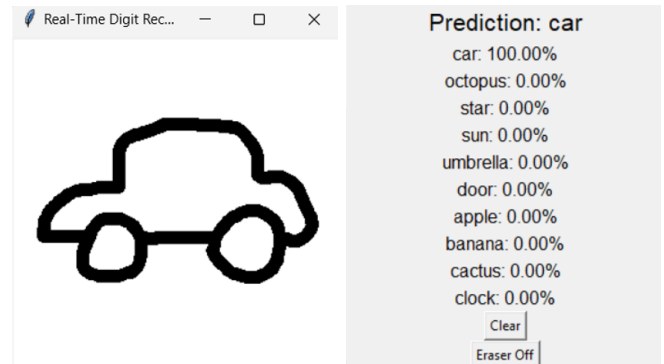 Real-Time Digit Rec...
Prediction: car
car: 100.00%
octopus: 0.00%
star: 0.00%
sun: 0.00%
umbrella: 0.00%
door: 0.00%
apple: 0.00%
banana: 0.00%
cactus: 0.00%
clock: 0.00%
Clear
Eraser Off